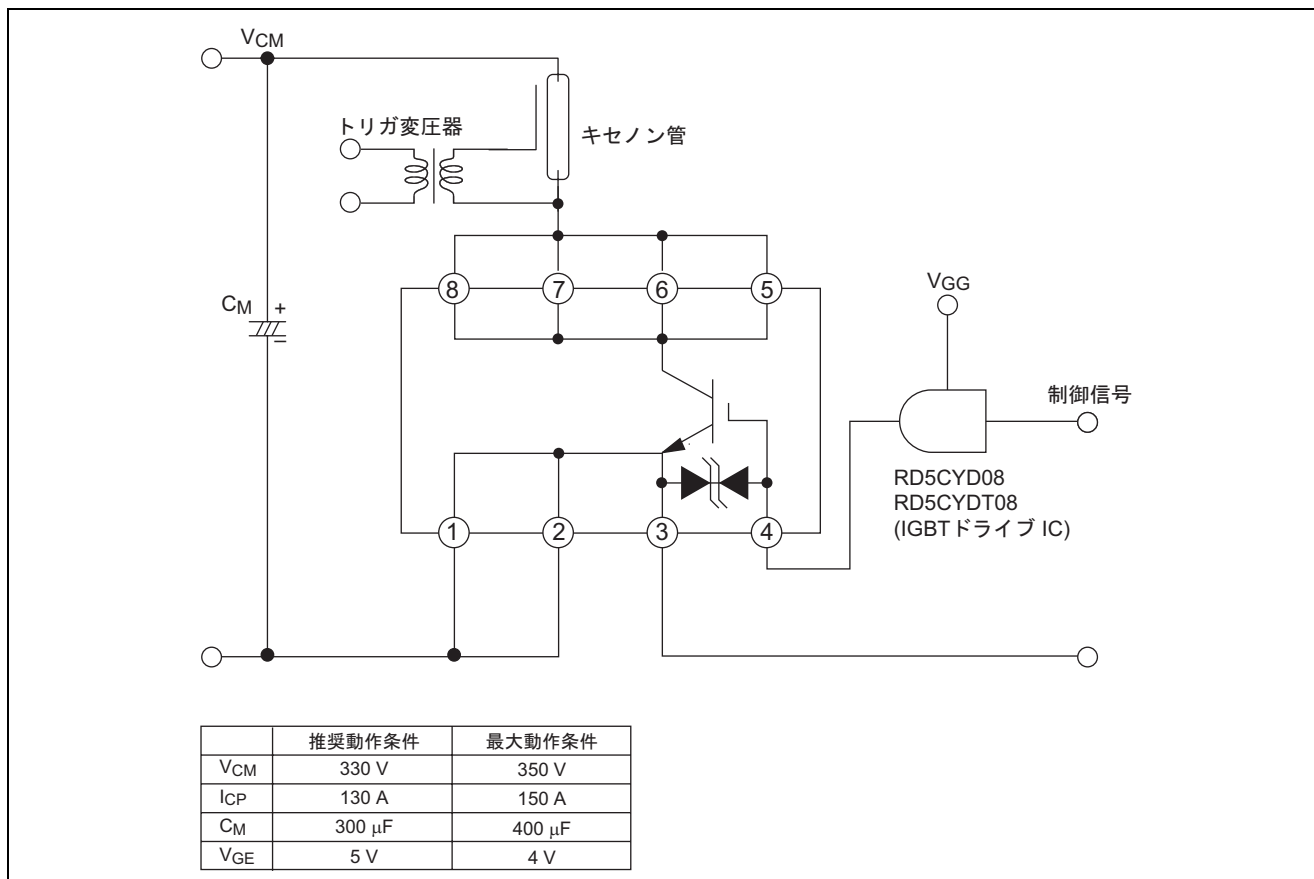 VCM
トリガ変圧器
キセノン管
8 7 6 5
VGG
CM + −
制御信号
RD5CYD08
RD5CYDT08
(IGBTドライブ IC)
1 2 3 4
推奨動作条件 最大動作条件
VCM 330 V 350 V
ICP 130 A 150 A
CM 300 μF 400 μF
VGE 5 V 4 V